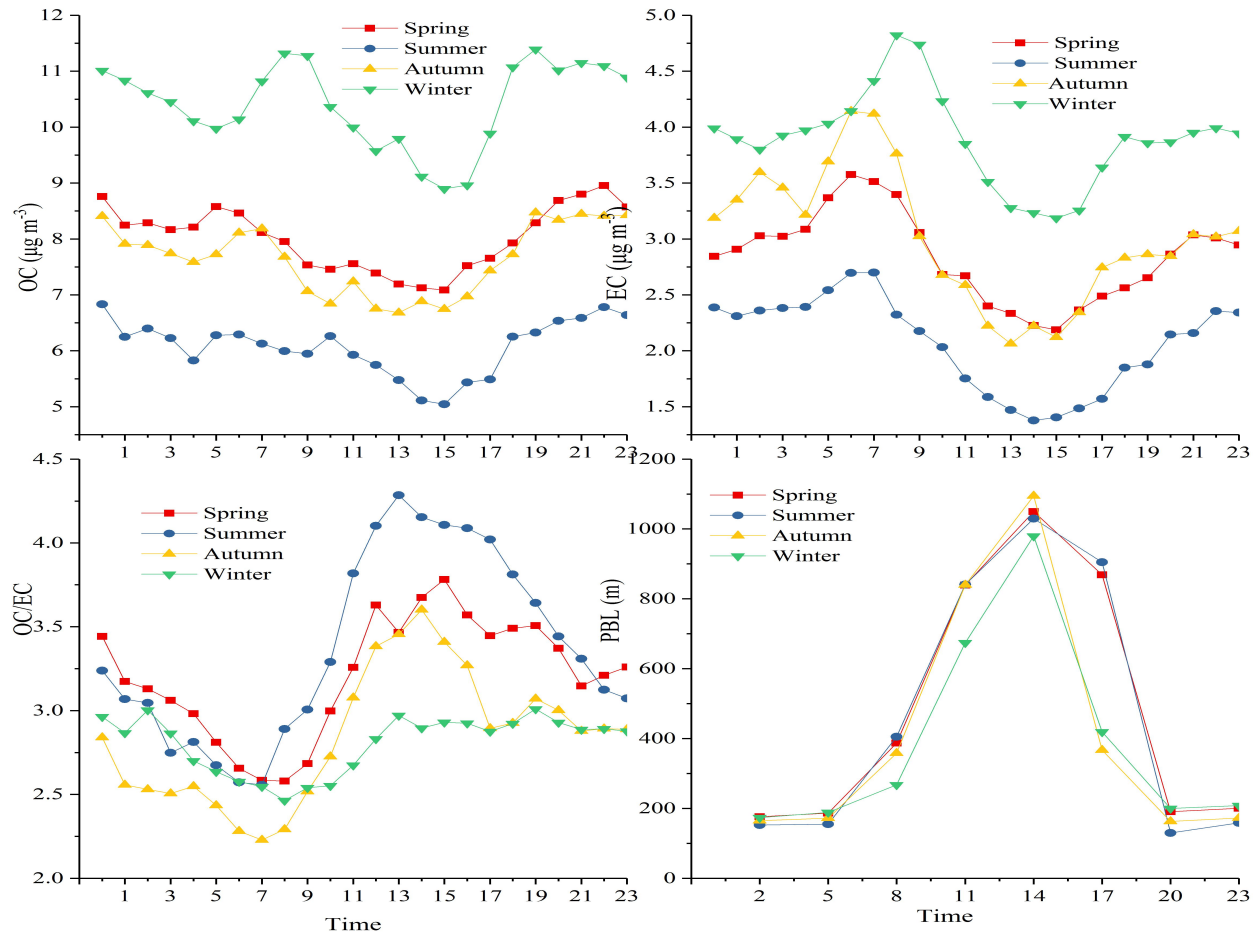 12
11
10
9
8
7
6
5
OC (µg m-3)
Spring
Summer
Autumn
Winter
1 3 5 7 9 11 13 15 17 19 21 23
5.0
4.5
4.0
3.5
3.0
2.5
2.0
1.5
EC (µg m-3)
Spring
Summer
Autumn
Winter
1 3 5 7 9 11 13 15 17 19 21 23
4.5
4.0
3.5
3.0
2.5
2.0
OC/EC
Spring
Summer
Autumn
Winter
1 3 5 7 9 11 13 15 17 19 21 23
Time
1200
1000
800
600
400
200
0
PBL (m)
Spring
Summer
Autumn
Winter
2 5 8 11 14 17 20 23
Time